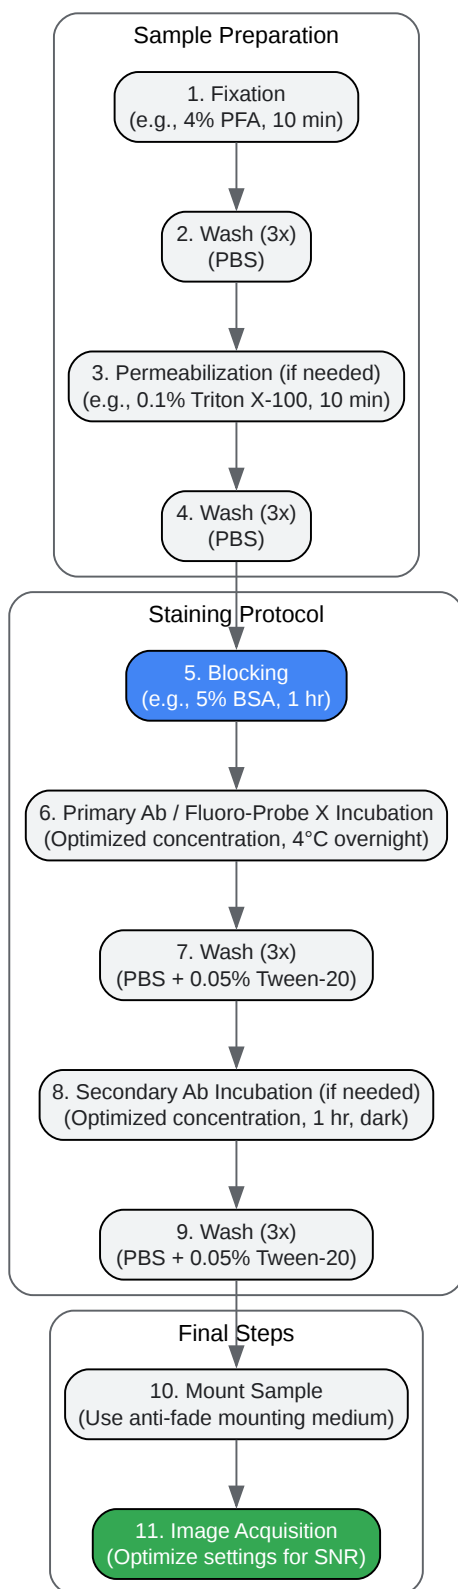 Sample Preparation
1. Fixation
(e.g., 4% PFA, 10 min)
2. Wash (3x)
(PBS)
3. Permeabilization (if needed)
(e.g., 0.1% Triton X-100, 10 min)
4. Wash (3x)
(PBS)
Staining Protocol
5. Blocking
(e.g., 5% BSA, 1 hr)
6. Primary Ab / Fluoro-Probe X Incubation
(Optimized concentration, 4°C overnight)
7. Wash (3x)
(PBS + 0.05% Tween-20)
8. Secondary Ab Incubation (if needed)
(Optimized concentration, 1 hr, dark)
9. Wash (3x)
(PBS + 0.05% Tween-20)
Final Steps
10. Mount Sample
(Use anti-fade mounting medium)
11. Image Acquisition
(Optimize settings for SNR)